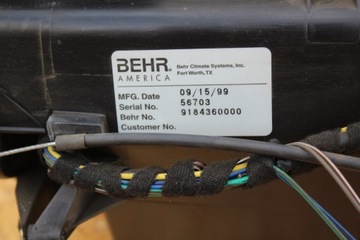 BEHR Behr Climate Systems, Inc.
AMERICA Fort Worth, TX
MFG. Date 09/15/99
Serial No. 56703
Behr No. 9184360000
Customer No.